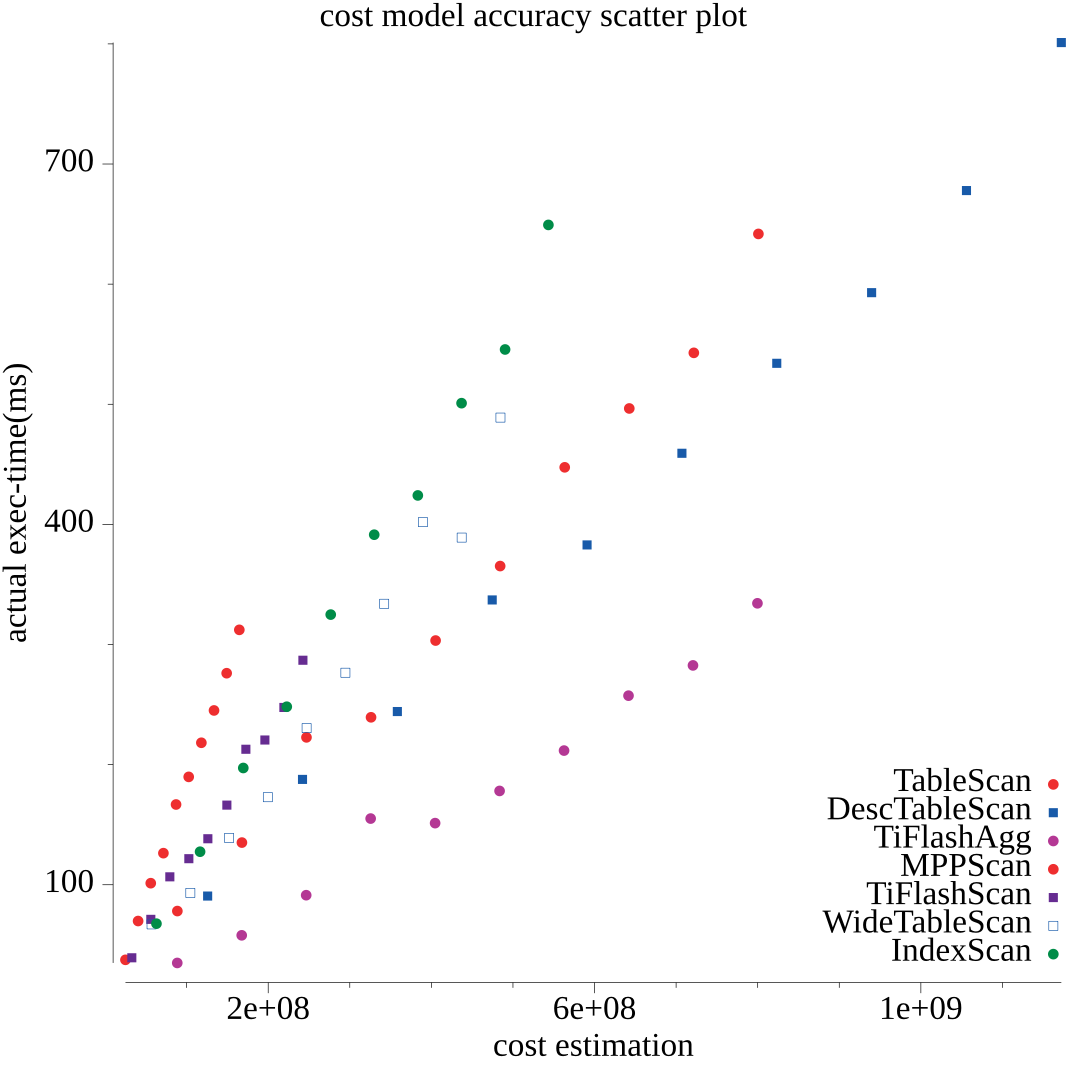 cost model accuracy scatter plot
700
400
100
actual exec-time(ms)
TableScan
DescTableScan
TiFlashAgg
MPPScan
TiFlashScan
WideTableScan
IndexScan
2e+08 6e+08 1e+09
cost estimation